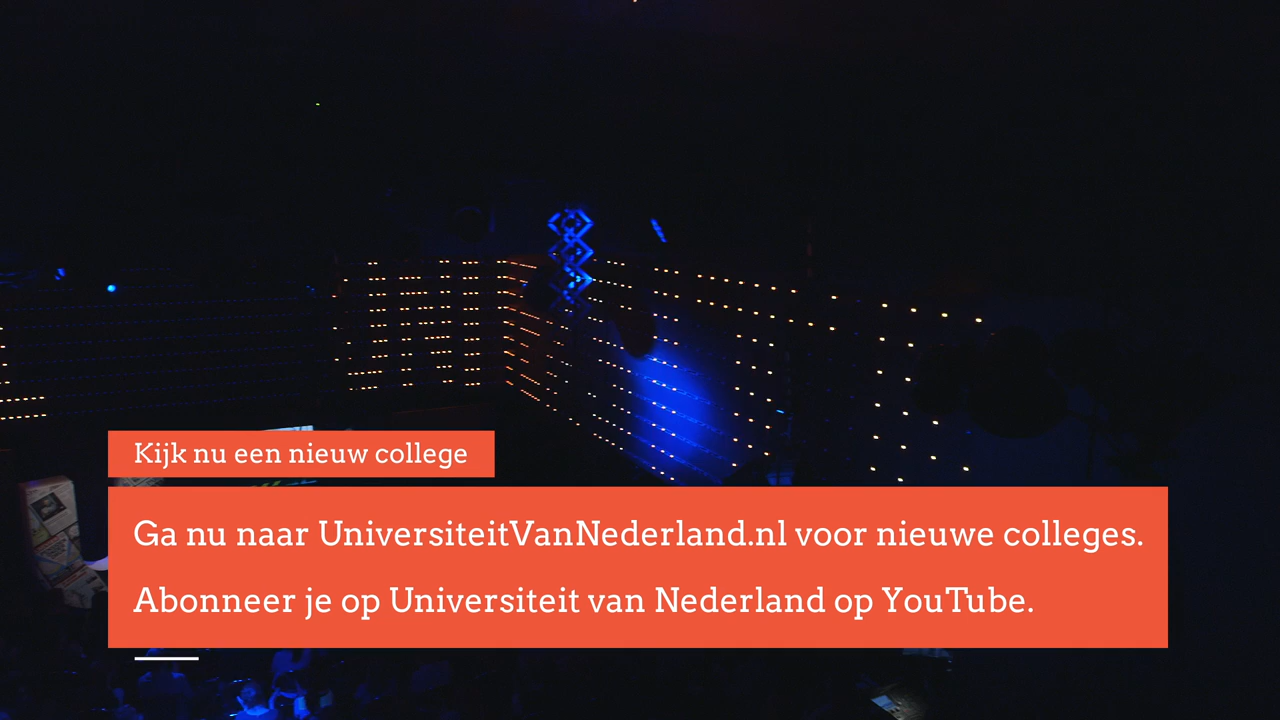 Kijk nu een nieuw college
Ga nu naar UniversiteitVanNederland.nl voor nieuwe colleges.
Abonneer je op Universiteit van Nederland op YouTube.